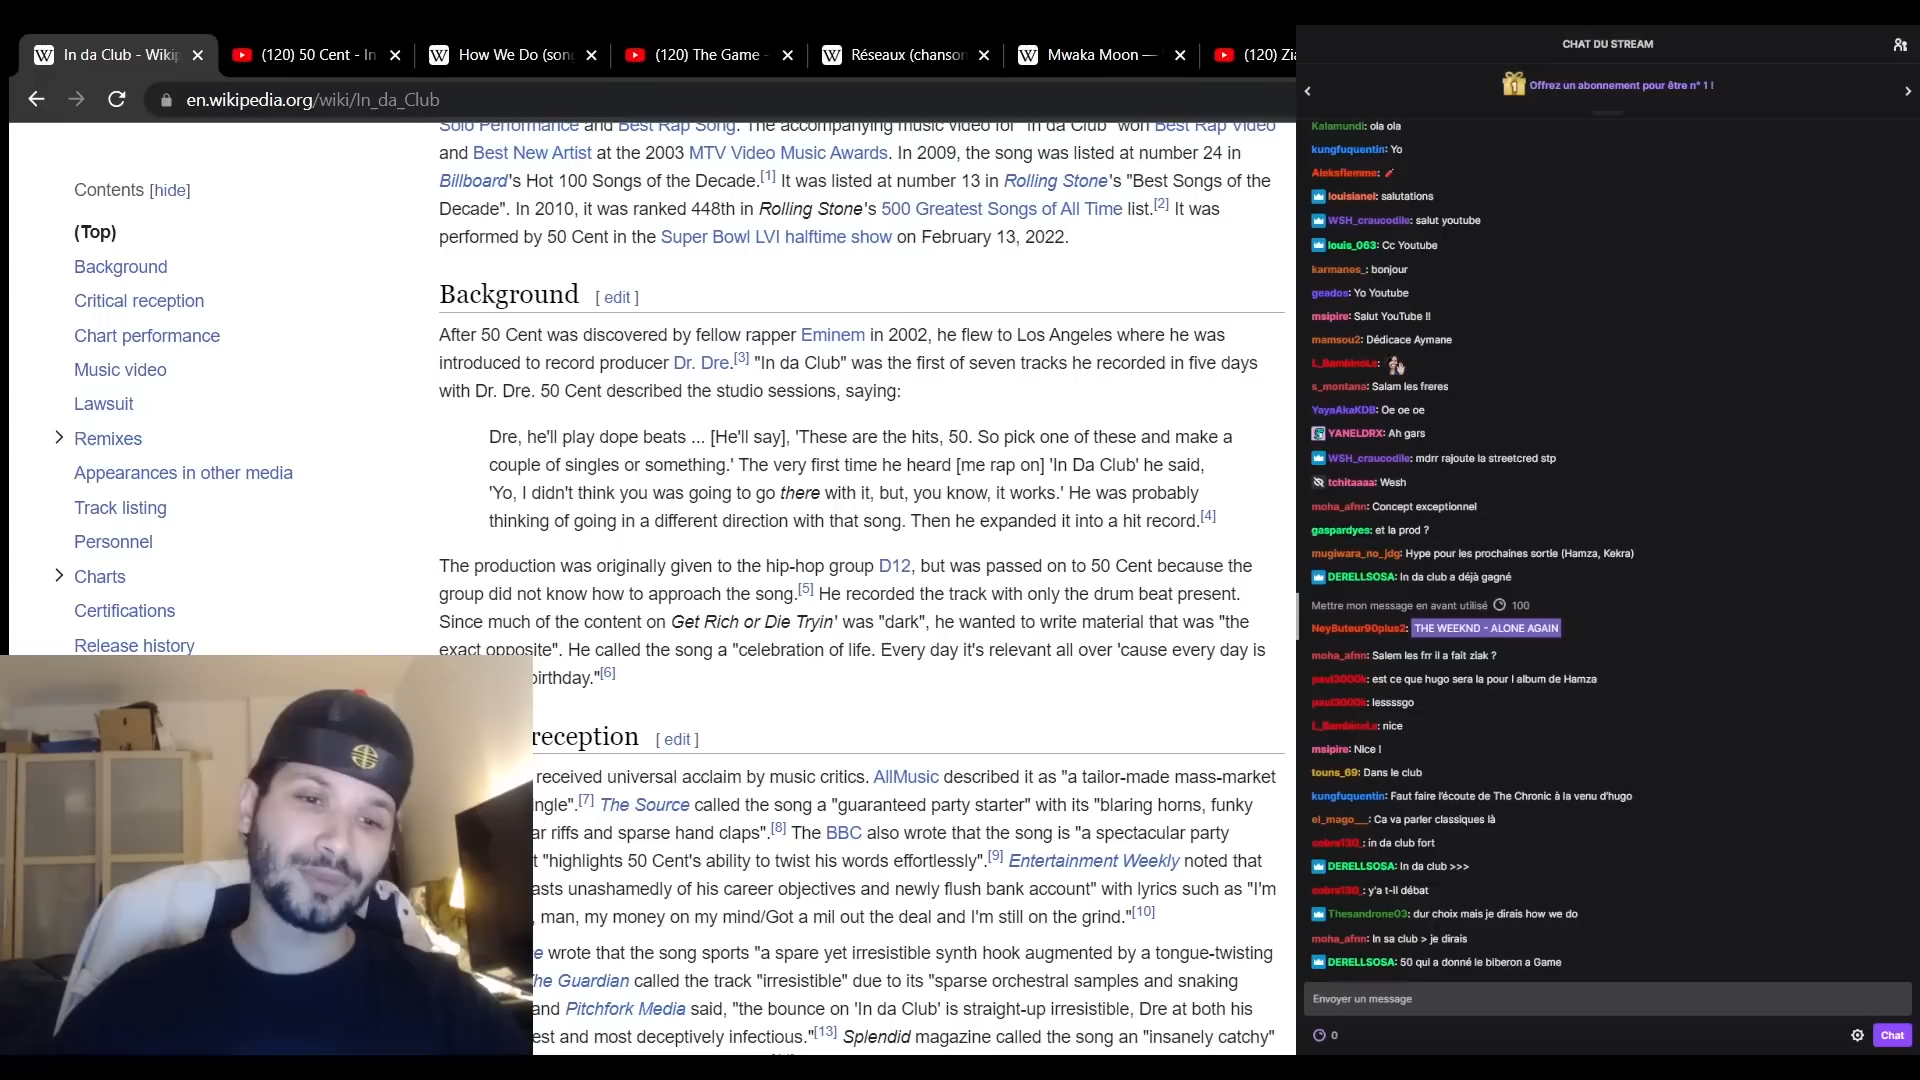 In da Club - Wikip
(120) 50 Cent - In
How We Do (son
(120) The Game -
Réseaux (chanson
Mwaka Moon —
(120) Zia
en.wikipedia.org/wiki/In_da_Club
Contents [hide]
(Top)
Background
Critical reception
Chart performance
Music video
Lawsuit
Remixes
Appearances in other media
Track listing
Personnel
Charts
Certifications
Release history
Solo Performance and Best Rap Song. The accompanying music video for "In da Club" won Best Rap Video
and Best New Artist at the 2003 MTV Video Music Awards. In 2009, the song was listed at number 24 in
Billboard's Hot 100 Songs of the Decade.[1] It was listed at number 13 in Rolling Stone's "Best Songs of the
Decade". In 2010, it was ranked 448th in Rolling Stone's 500 Greatest Songs of All Time list.[2] It was
performed by 50 Cent in the Super Bowl LVI halftime show on February 13, 2022.
Background [ edit ]
After 50 Cent was discovered by fellow rapper Eminem in 2002, he flew to Los Angeles where he was
introduced to record producer Dr. Dre.[3] "In da Club" was the first of seven tracks he recorded in five days
with Dr. Dre. 50 Cent described the studio sessions, saying:
Dre, he'll play dope beats ... [He'll say], 'These are the hits, 50. So pick one of these and make a
couple of singles or something.' The very first time he heard [me rap on] 'In Da Club' he said,
'Yo, I didn't think you was going to go there with it, but, you know, it works.' He was probably
thinking of going in a different direction with that song. Then he expanded it into a hit record.[4]
The production was originally given to the hip-hop group D12, but was passed on to 50 Cent because the
group did not know how to approach the song.[5] He recorded the track with only the drum beat present.
Since much of the content on Get Rich or Die Tryin' was "dark", he wanted to write material that was "the
exact opposite". He called the song a "celebration of life. Every day it's relevant all over 'cause every day is
birthday."[6]
reception [ edit ]
received universal acclaim by music critics. AllMusic described it as "a tailor-made mass-market
ngle".[7] The Source called the song a "guaranteed party starter" with its "blaring horns, funky
ar riffs and sparse hand claps".[8] The BBC also wrote that the song is "a spectacular party
t "highlights 50 Cent's ability to twist his words effortlessly".[9] Entertainment Weekly noted that
asts unashamedly of his career objectives and newly flush bank account" with lyrics such as "I'm
, man, my money on my mind/Got a mil out the deal and I'm still on the grind."[10]
e wrote that the song sports "a spare yet irresistible synth hook augmented by a tongue-twisting
he Guardian called the track "irresistible" due to its "sparse orchestral samples and snaking
and Pitchfork Media said, "the bounce on 'In da Club' is straight-up irresistible, Dre at both his
est and most deceptively infectious."[13] Splendid magazine called the song an "insanely catchy"
CHAT DU STREAM
Offrez un abonnement pour être n° 1 !
Kalamundi: ola ola
kungfuquentin: Yo
Aleksflemme:
louisianel: salutations
WSH_craucodile: salut youtube
louis_063: Cc Youtube
karmanes_: bonjour
geados: Yo Youtube
msipire: Salut YouTube !!
mamsou2: Dédicace Aymane
L_BambinoLs:
s_montana: Salam les freres
YayaAkaKDB: Oe oe oe
YANELDRX: Ah gars
WSH_craucodile: mdrr rajoute la streetcred stp
tchitaaaa: Wesh
moha_afnn: Concept exceptionnel
gaspardyes: et la prod ?
mugiwara_no_jdg: Hype pour les prochaines sortie (Hamza, Kekra)
DERELLSOSA: In da club a déjà gagné
Mettre mon message en avant utilisé 100
NeyButeur90plus2: THE WEEKND - ALONE AGAIN
moha_afnn: Salem les frr il a fait ziak ?
paul3000k: est ce que hugo sera la pour l album de Hamza
paul3000k: lessssgo
L_BambinoLs: nice
msipire: Nice !
touns_69: Dans le club
kungfuquentin: Faut faire l'écoute de The Chronic à la venu d'hugo
el_mago___: Ca va parler classiques là
cobra130_: in da club fort
DERELLSOSA: In da club >>>
cobra130_: y'a t-il débat
Thesandrone03: dur choix mais je dirais how we do
moha_afnn: In sa club > je dirais
DERELLSOSA: 50 qui a donné le biberon a Game
Envoyer un message
0
Chat